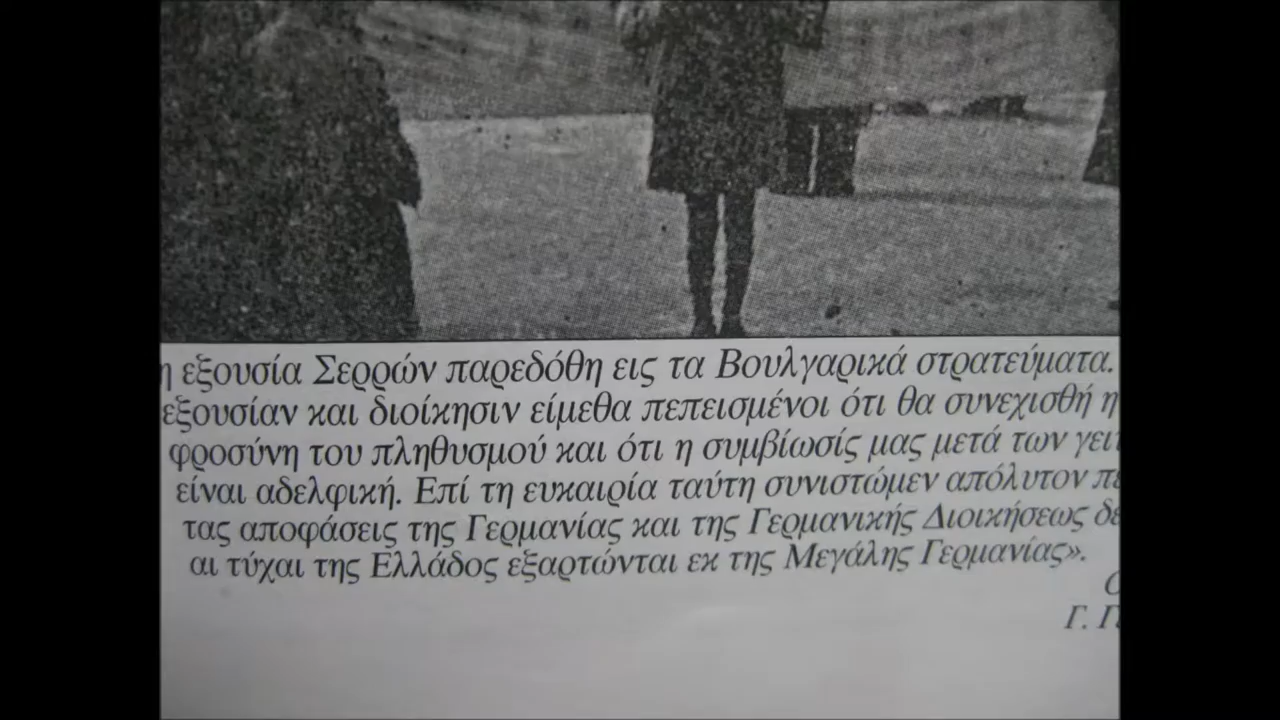 η εξουσία Σερρών παρεδόθη εις τα Βουλγαρικά στρατεύματα.
εξουσίαν και διοίκησιν είμεθα πεπεισμένοι ότι θα συνεχισθή η
φροσύνη του πληθυσμού και ότι η συμβίωσίς μας μετά των
είναι αδελφική. Επί τη ευκαιρία ταύτη συνιστώμεν απόλυτον
τας αποφάσεις της Γερμανίας και της Γερμανικής Διοικήσεως
αι τύχαι της Ελλάδος εξαρτώνται εκ της Μεγάλης Γερμανίας».
Γ.